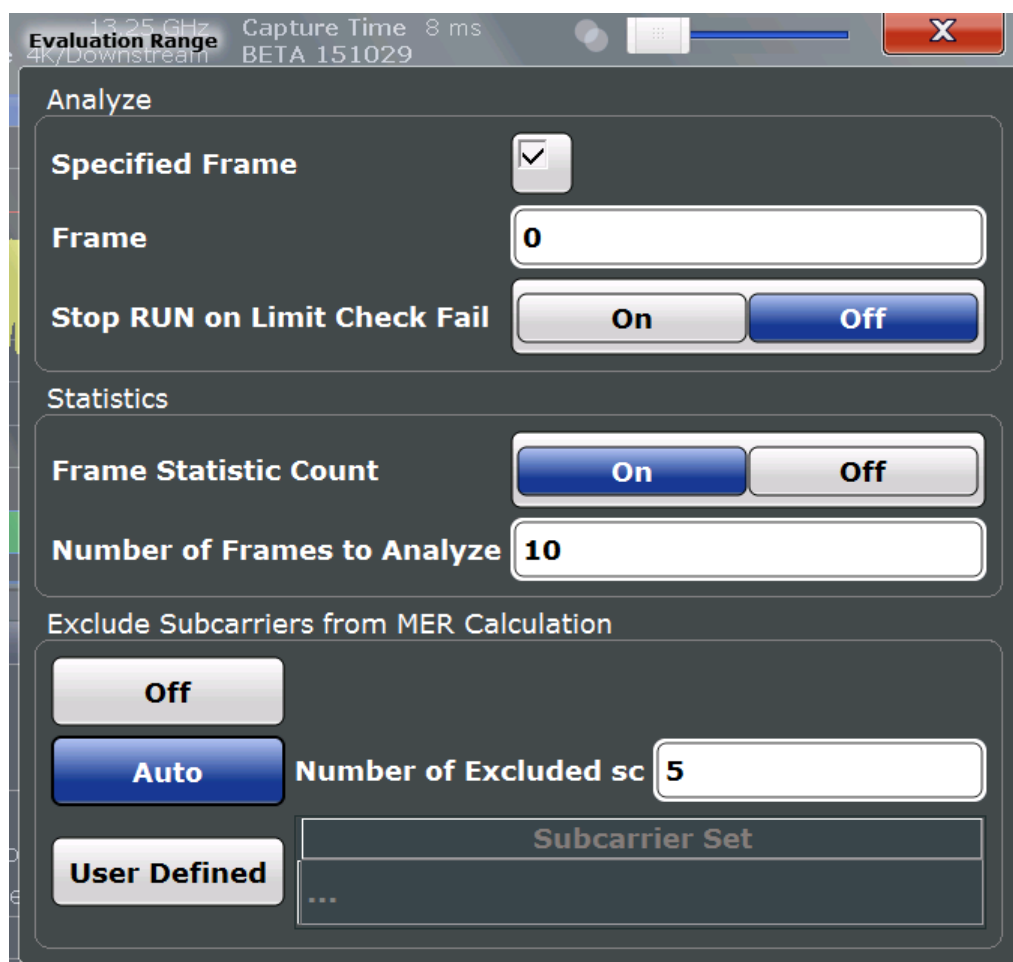 13.25 GHz Capture Time 8 ms
Evaluation Range
4K/Downstream BETA 151029
X
Analyze
Specified Frame
Frame 0
Stop RUN on Limit Check Fail On Off
Statistics
Frame Statistic Count On Off
Number of Frames to Analyze 10
Exclude Subcarriers from MER Calculation
Off
Auto Number of Excluded sc 5
Subcarrier Set
User Defined
...